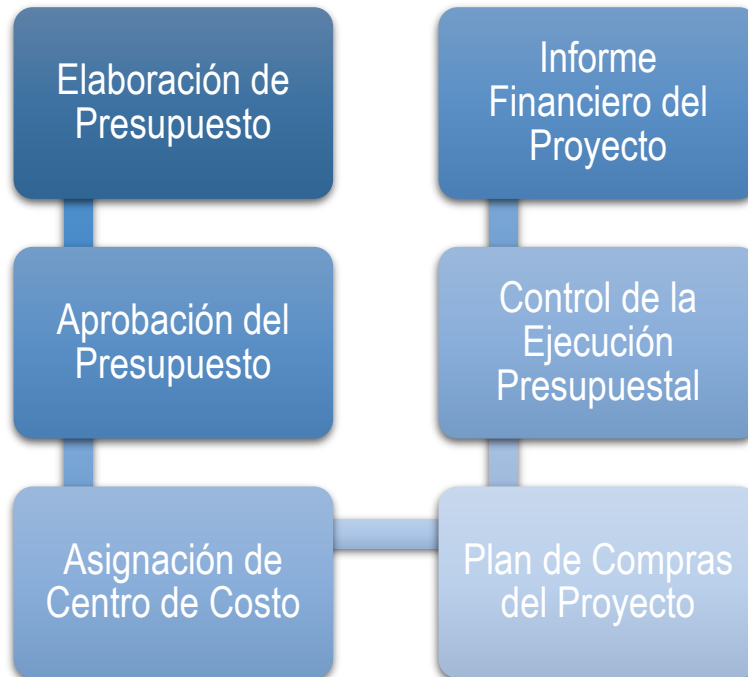 Elaboración de
Presupuesto
Aprobación del
Presupuesto
Asignación de
Centro de Costo
Plan de Compras
del Proyecto
Control de la
Ejecución
Presupuestal
Informe
Financiero del
Proyecto